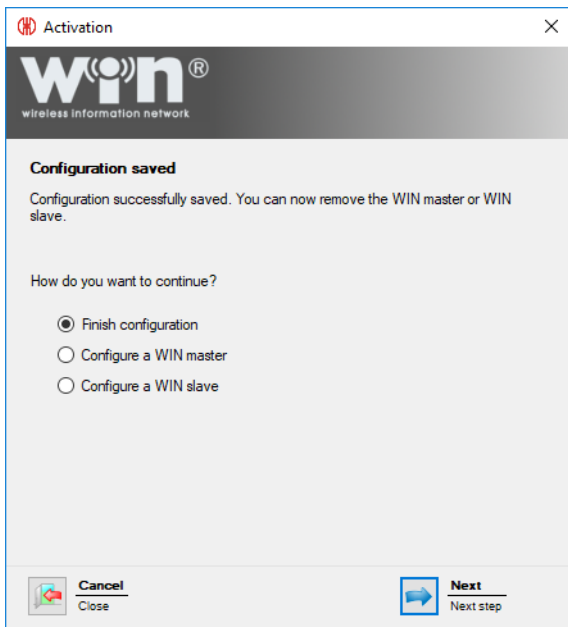 Activation
WIN®
wireless information network
Configuration saved
Configuration successfully saved. You can now remove the WIN master or WIN
slave.
How do you want to continue?
Finish configuration
Configure a WIN master
Configure a WIN slave
Cancel
Close
Next
Next step